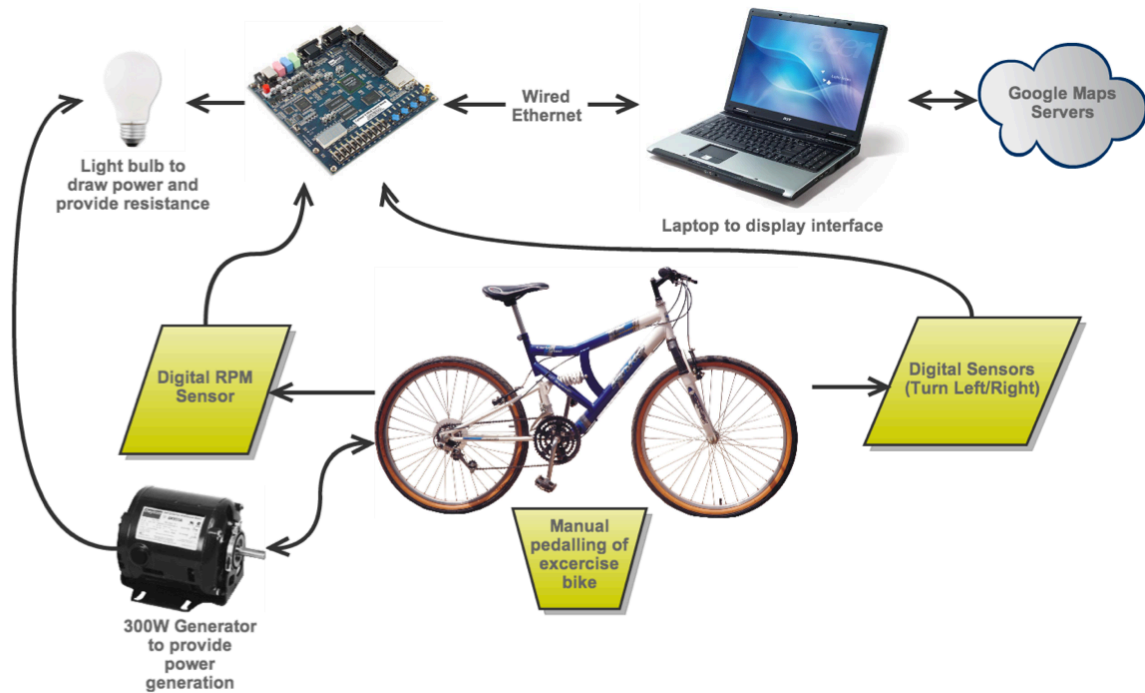 Wired
Ethernet
Google Maps
Servers
Light bulb to
draw power and
provide resistance
Laptop to display interface
acer
Digital RPM
Sensor
Digital Sensors
(Turn Left/Right)
Manual
pedalling of
excercise
bike
300W Generator
to provide
power
generation